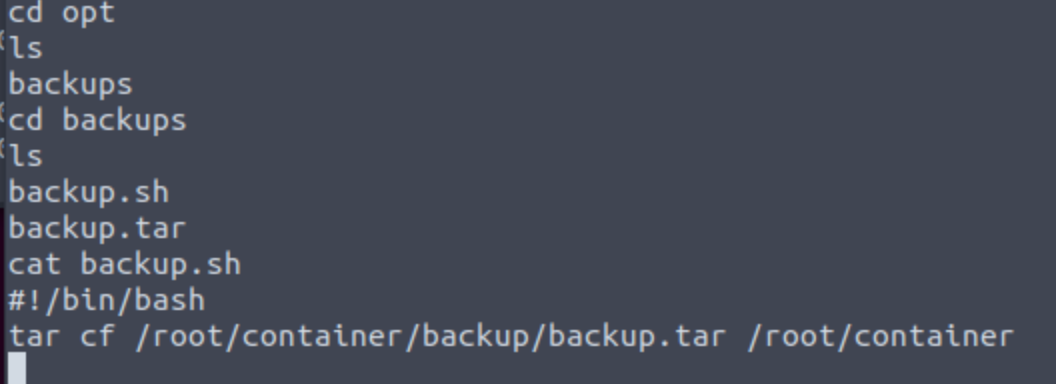 cd opt
ls
backups
cd backups
ls
backup.sh
backup.tar
cat backup.sh
#!/bin/bash
tar cf /root/container/backup/backup.tar /root/container